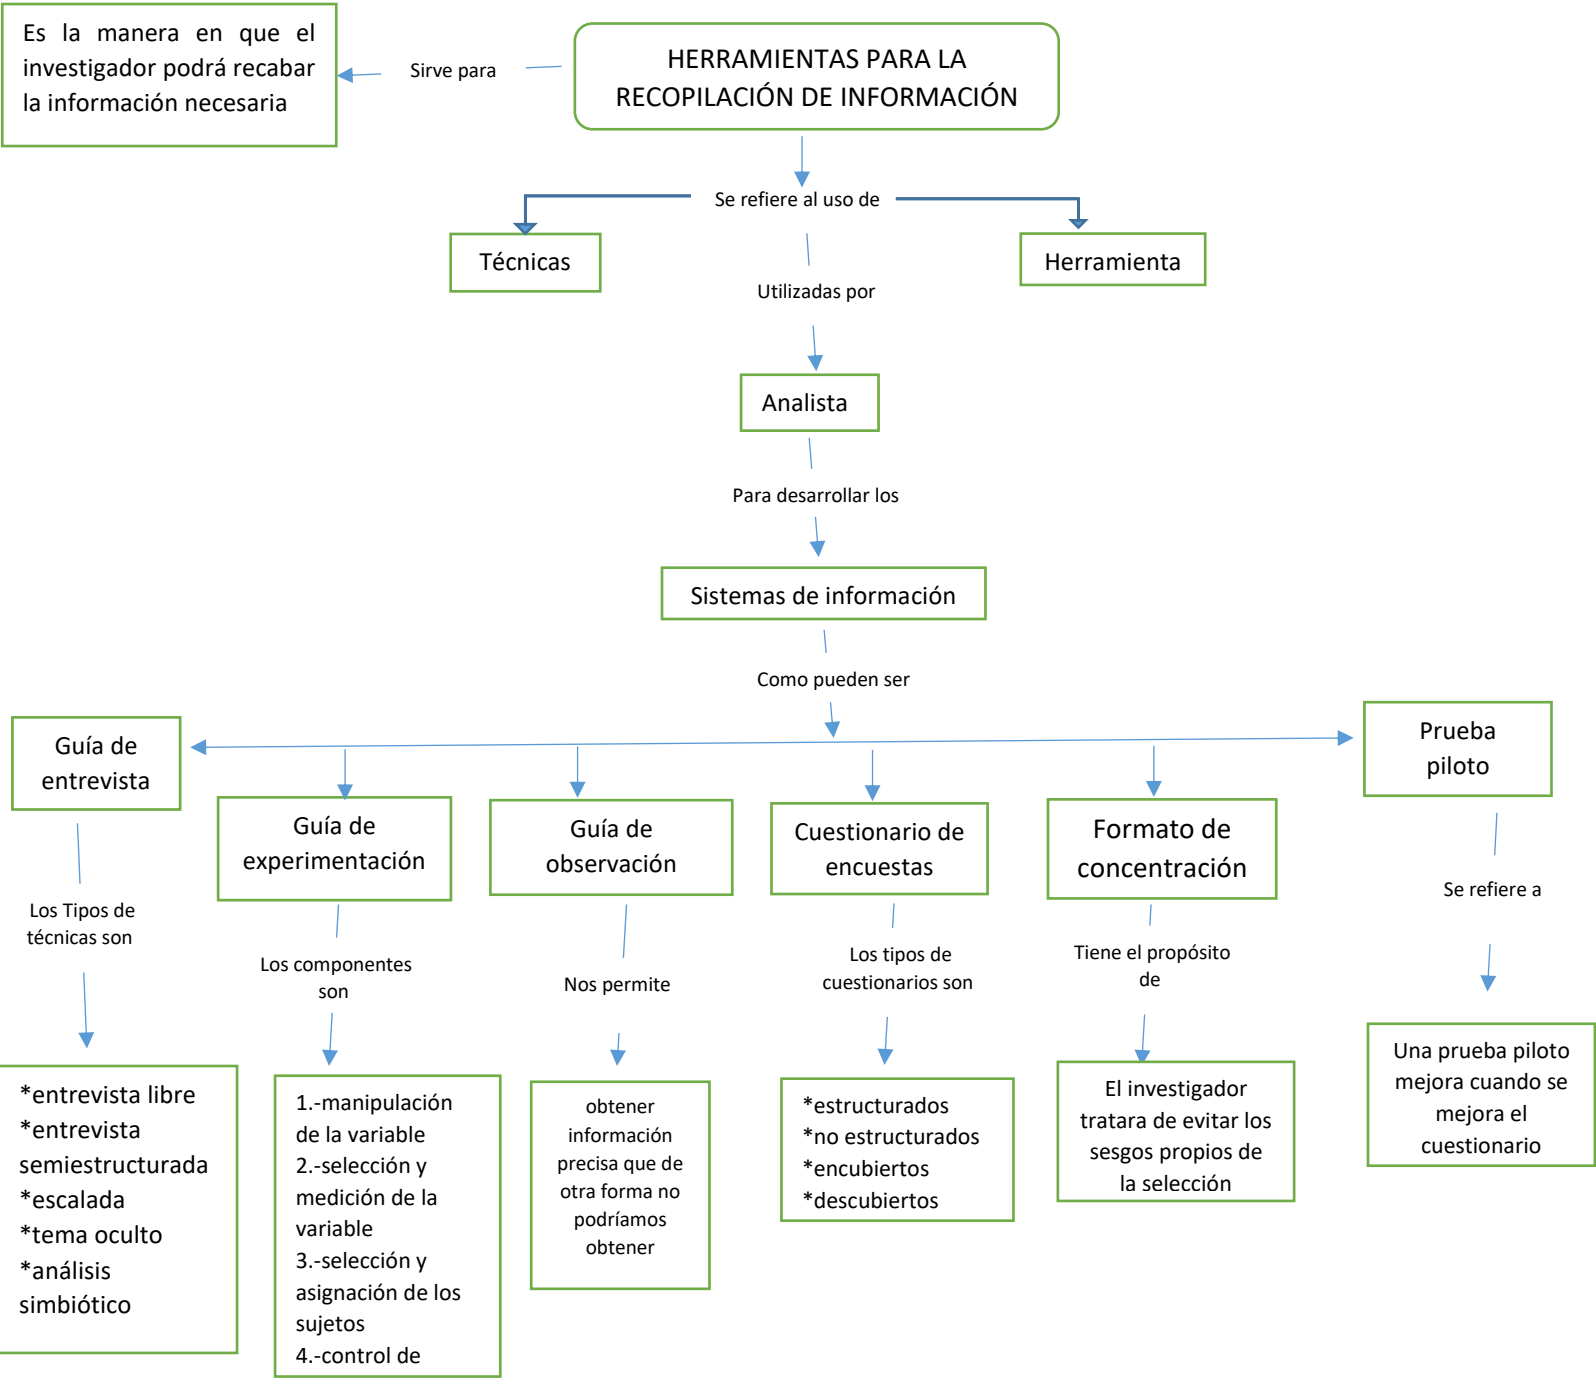 Es la manera en que el
investigador podrá recabar
la información necesaria
Sirve para
HERRAMIENTAS PARA LA
RECOPILACIÓN DE INFORMACIÓN
Se refiere al uso de
Técnicas
Herramienta
Utilizadas por
Analista
Para desarrollar los
Sistemas de información
Como pueden ser
Guía de
entrevista
Guía de
experimentación
Guía de
observación
Cuestionario de
encuestas
Formato de
concentración
Prueba
piloto
Los Tipos de
técnicas son
Los componentes
son
Nos permite
Los tipos de
cuestionarios son
Tiene el propósito
de
Se refiere a
*entrevista libre
*entrevista
semiestructurada
*escalada
*tema oculto
*análisis
simbiótico
1.-manipulación
de la variable
2.-selección y
medición de la
variable
3.-selección y
asignación de los
sujetos
4.-control de
obtener
información
precisa que de
otra forma no
podríamos
obtener
*estructurados
*no estructurados
*encubiertos
*descubiertos
El investigador
tratara de evitar los
sesgos propios de
la selección
Una prueba piloto
mejora cuando se
mejora el
cuestionario